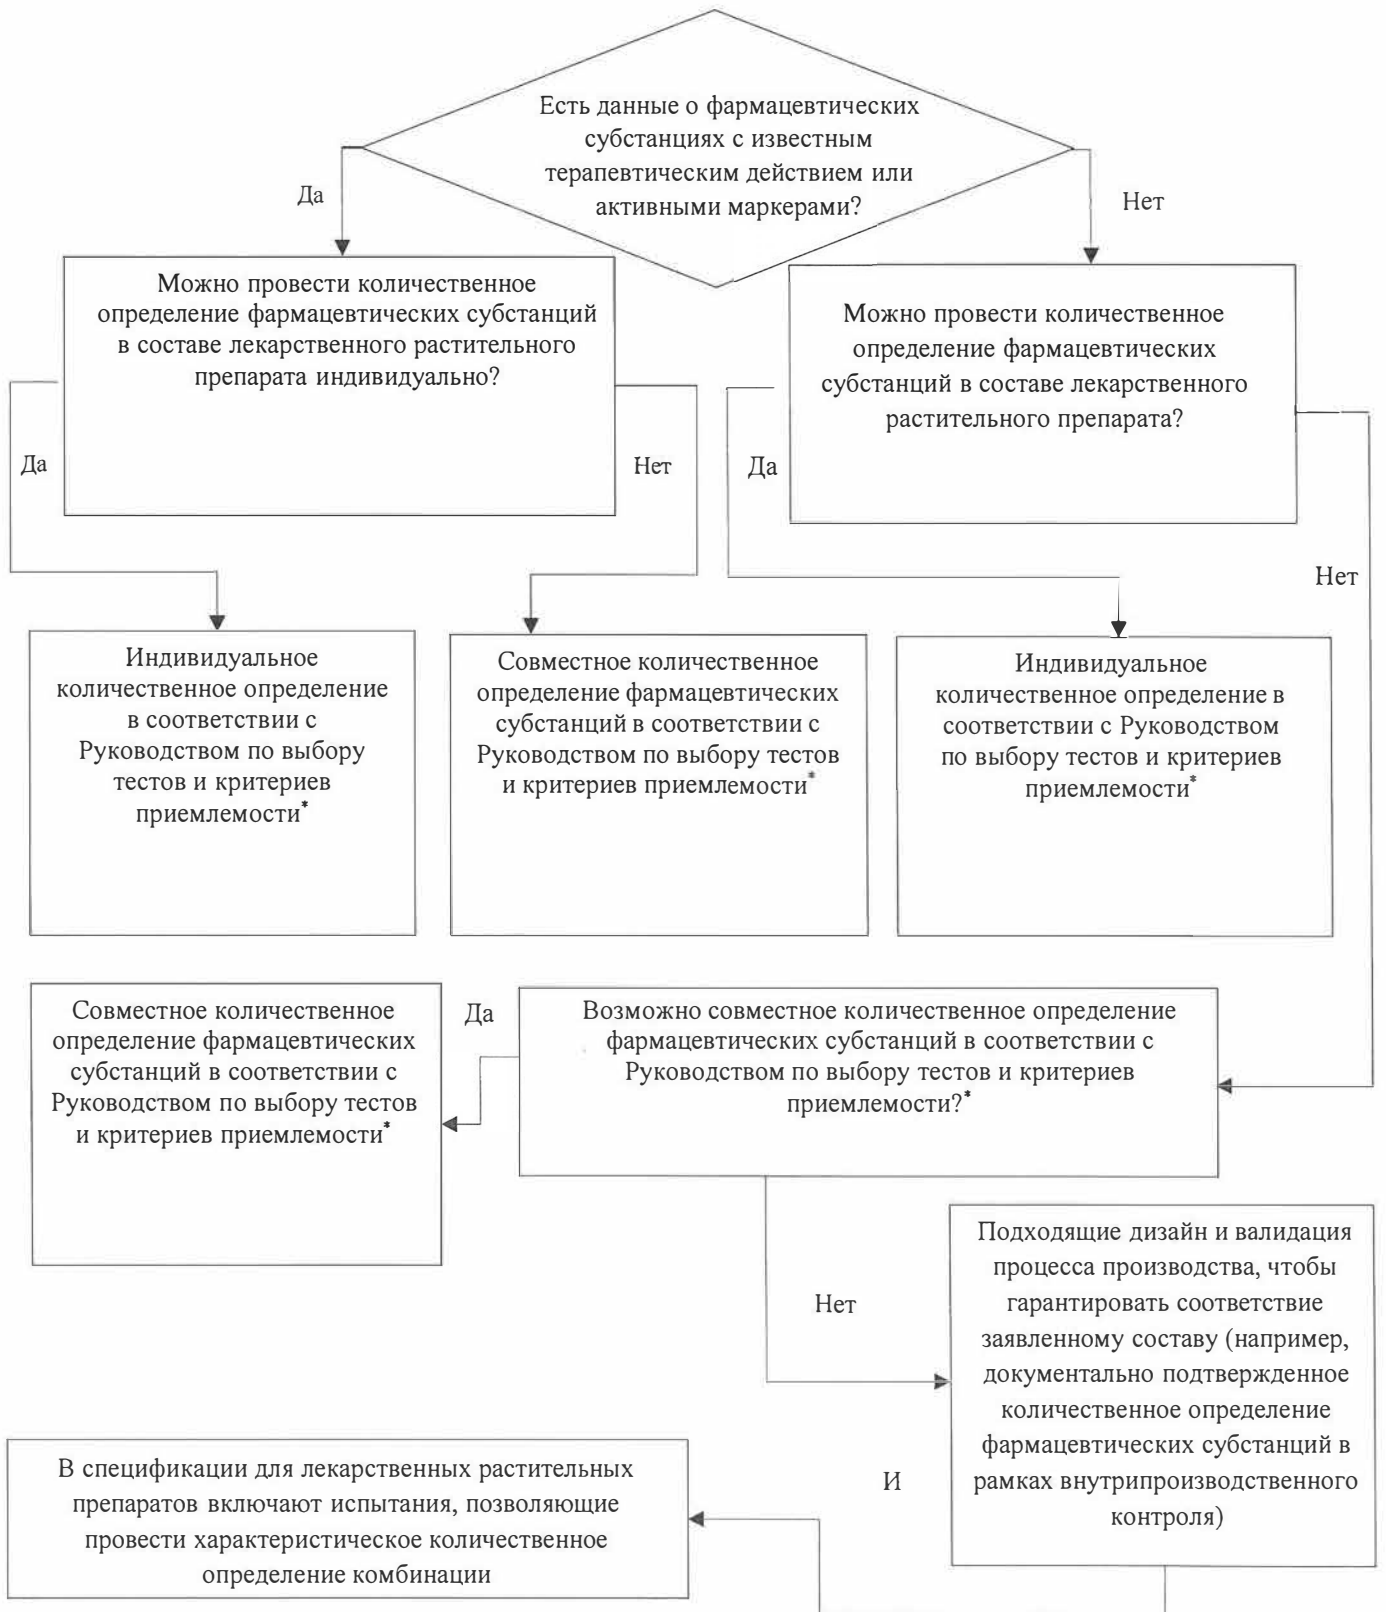 Есть данные о фармацевтических
субстанциях с известным
терапевтическим действием или
активными маркерами?
Да
Нет
Можно провести количественное
определение фармацевтических субстанций
в составе лекарственного растительного
препарата индивидуально?
Можно провести количественное
определение фармацевтических
субстанций в составе лекарственного
растительного препарата?
Да
Нет
Да
Нет
Индивидуальное
количественное определение
в соответствии с
Руководством по выбору
тестов и критериев
приемлемости*
Совместное количественное
определение фармацевтических
субстанций в соответствии с
Руководством по выбору тестов
и критериев приемлемости*
Индивидуальное
количественное определение в
соответствии с Руководством
по выбору тестов и критериев
приемлемости*
Совместное количественное
определение фармацевтических
субстанций в соответствии с
Руководством по выбору тестов
и критериев приемлемости*
Да
Возможно совместное количественное определение
фармацевтических субстанций в соответствии с
Руководством по выбору тестов и критериев
приемлемости?*
Нет
Подходящие дизайн и валидация
процесса производства, чтобы
гарантировать соответствие
заявленному составу (например,
документально подтвержденное
количественное определение
фармацевтических субстанций в
рамках внутрипроизводственного
контроля)
И
В спецификации для лекарственных растительных
препаратов включают испытания, позволяющие
провести характеристическое количественное
определение комбинации